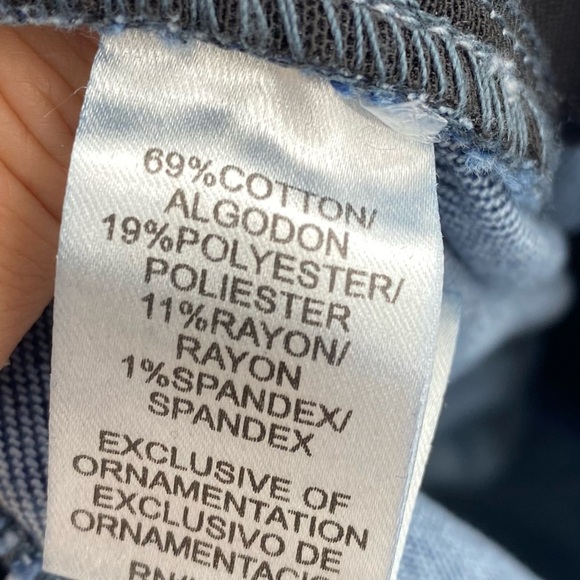 69%COTTON/
ALGODON
19%POLYESTER/
POLIESTER
11%RAYON/
RAYON
1%SPANDEX/
SPANDEX
EXCLUSIVE OF
ORNAMENTATION
EXCLUSIVO DE